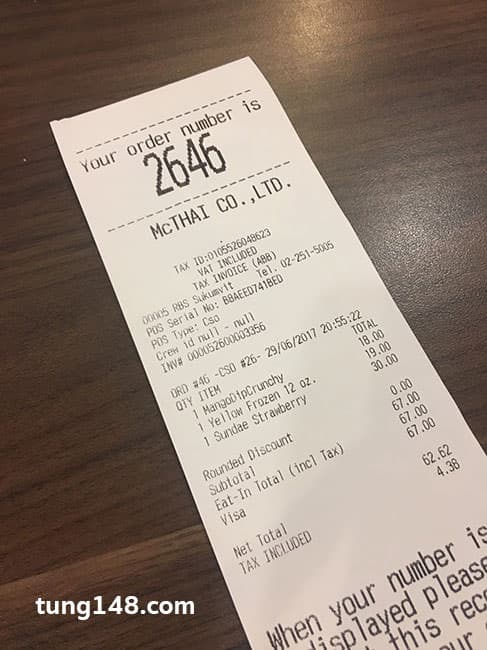 Your order number is
2646
McTHAI CO.,LTD.
TAX ID:0105526048623
VAT INCLUDED
TAX INVOICE (ABB)
00005 RBS Sukumvit Tel. 02-251-5005
POS Serial No: BBAEED741BED
POS Type: Cso
Crew id null - null
INV# 000052600003356
ORD #46 -CSO #26- 29/06/2017 20:55:22
QTY ITEM TOTAL
1 MangoDipCrunchy 18.00
1 Yellow Frozen 12 oz. 19.00
1 Sundae Strawberry 30.00
Rounded Discount 0.00
Subtotal 67.00
Eat-In Total (incl Tax) 67.00
Visa 67.00
Net Total 62.62
TAX INCLUDED 4.38
When your number is
displayed please
this rec
tung148.com